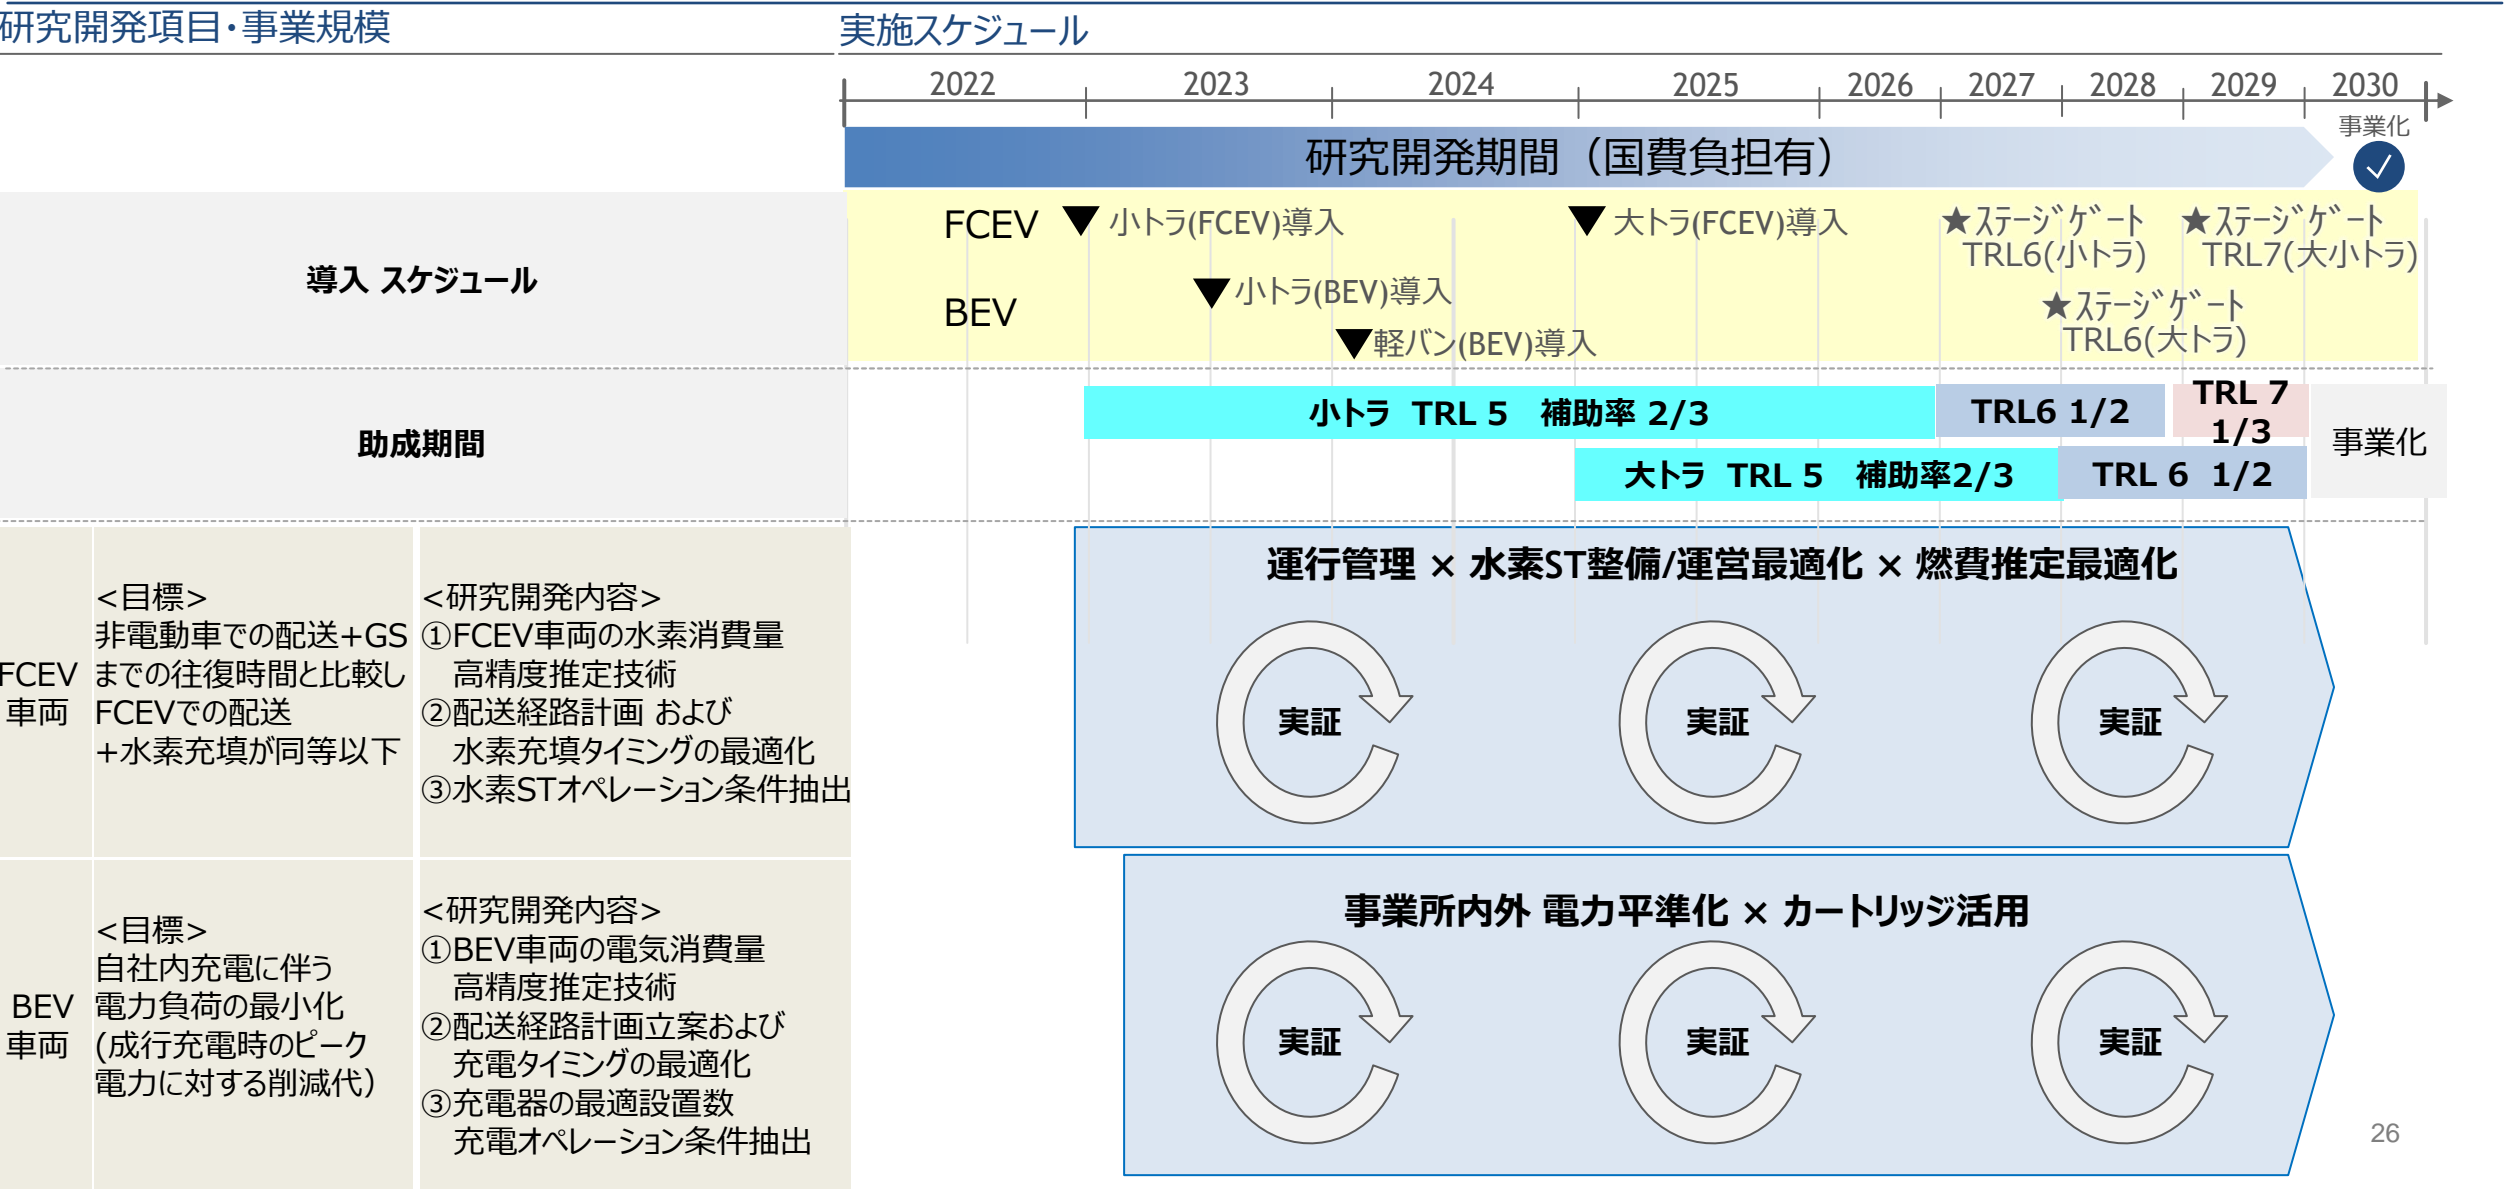 研究開発項目･事業規模
実施スケジュール
2022 2023 2024 2025 2026 2027 2028 2029 2030
事業化
研究開発期間（国費負担有）
導入 スケジュール
FCEV
小トラ(FCEV)導入
大トラ(FCEV)導入
★ｽﾃｰｼﾞｹﾞｰﾄ
TRL6(小トラ)
★ｽﾃｰｼﾞｹﾞｰﾄ
TRL7(大小トラ)
BEV
小トラ(BEV)導入
軽バン(BEV)導入
★ｽﾃｰｼﾞｹﾞｰﾄ
TRL6(大トラ)
助成期間
小トラ TRL 5 補助率 2/3
TRL6 1/2
TRL 7
1/3
大トラ TRL 5 補助率2/3
TRL 6 1/2
事業化
FCEV
車両
<目標>
非電動車での配送+GS
までの往復時間と比較し
FCEVでの配送
+水素充填が同等以下
<研究開発内容>
①FCEV車両の水素消費量
高精度推定技術
②配送経路計画 および
水素充填タイミングの最適化
③水素STオペレーション条件抽出
運行管理 × 水素ST整備/運営最適化 × 燃費推定最適化
実証
実証
実証
BEV
車両
<目標>
自社内充電に伴う
電力負荷の最小化
(成行充電時のピーク
電力に対する削減代）
<研究開発内容>
①BEV車両の電気消費量
高精度推定技術
②配送経路計画立案および
充電タイミングの最適化
③充電器の最適設置数
充電オペレーション条件抽出
事業所内外 電力平準化 × カートリッジ活用
実証
実証
実証
26